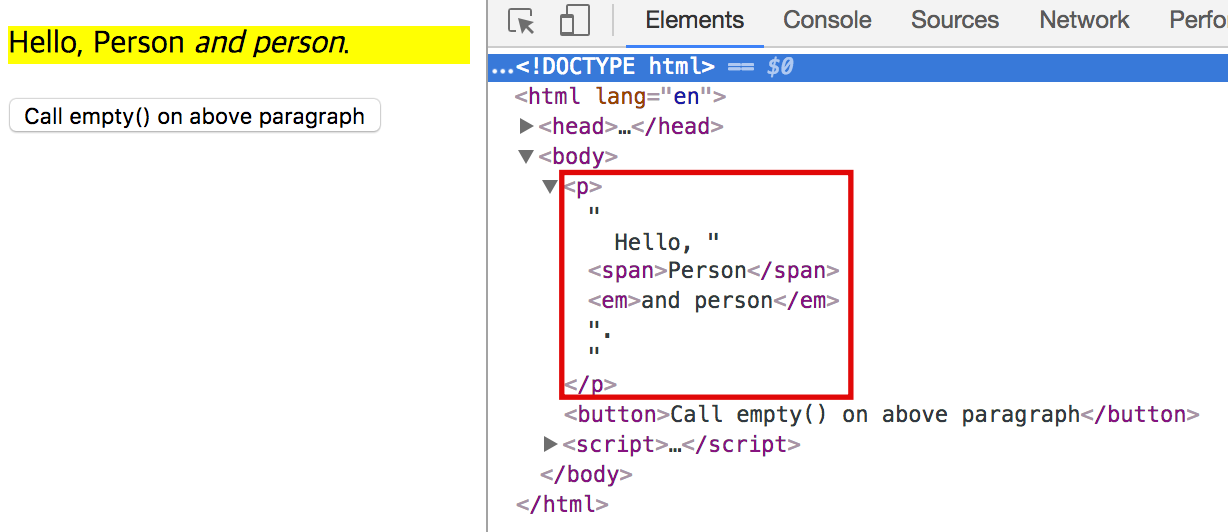 Hello, Person and person.
Call empty() on above paragraph
Elements Console Sources Network Perfo
...<!DOCTYPE html> == $0
<html lang="en">
▶<head>…</head>
▼<body>
▼<p>
"
Hello, "
<span>Person</span>
<em>and person</em>
".
"
</p>
<button>Call empty() on above paragraph</button>
▶<script>…</script>
</body>
</html>